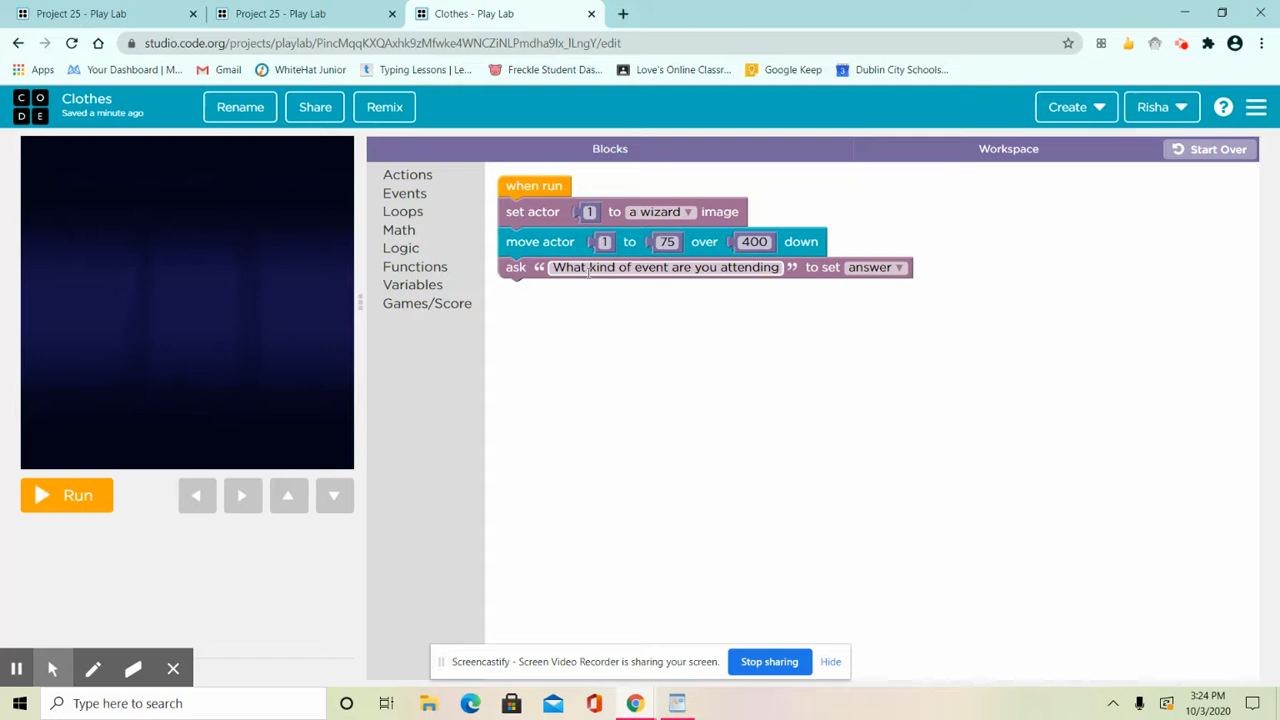 Project 25 - Play Lab
Project 25 - Play Lab
Clothes - Play Lab
studio.code.org/projects/playlab/PincMqqKXQAxhk9zMfwke4WNCZiNLPmdha9Ix_lLngY/edit
Apps
Your Dashboard | M...
Gmail
WhiteHat Junior
Typing Lessons | Le...
Freckle Student Das...
Love's Online Classr...
Google Keep
Dublin City Schools...
C O
D E
Clothes
Saved a minute ago
Rename
Share
Remix
Create
Risha
?
Blocks
Workspace
Start Over
Actions
Events
Loops
Math
Logic
Functions
Variables
Games/Score
when run
set actor 1 to a wizard image
move actor 1 to 75 over 400 down
ask “ What kind of event are you attending ” to set answer
Run
Screencastify - Screen Video Recorder is sharing your screen.
Stop sharing
Hide
Type here to search
3:24 PM
10/3/2020